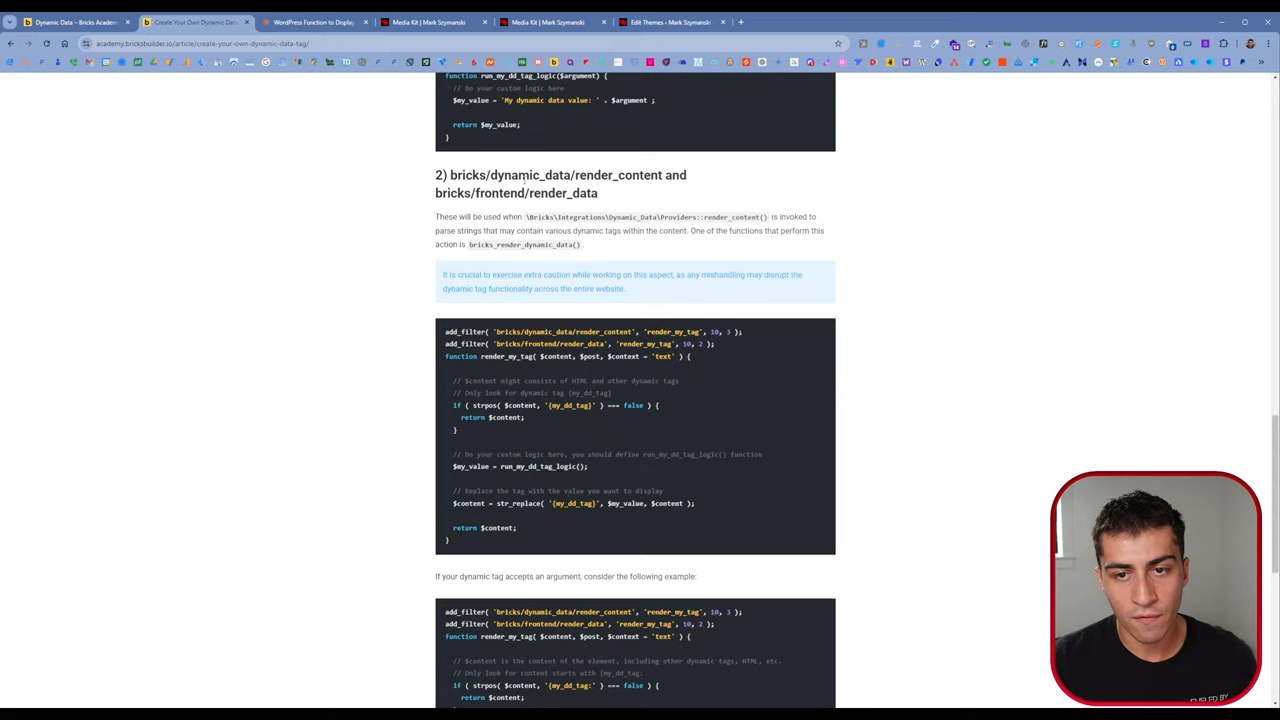 Dynamic Data – Bricks Acade
Create Your Own Dynamic Dat
WordPress Function to Display
Media Kit | Mark Szymanski
Media Kit | Mark Szymanski
Edit Themes ‹ Mark Szymansk
academy.bricksbuilder.io/article/create-your-own-dynamic-data-tag/
function run_my_dd_tag_logic($argument) {
// Do your custom logic here
$my_value = 'My dynamic data value: ' . $argument ;
return $my_value;
}
2) bricks/dynamic_data/render_content and
bricks/frontend/render_data
These will be used when \Bricks\Integrations\Dynamic_Data\Providers::render_content() is invoked to
parse strings that may contain various dynamic tags within the content. One of the functions that perform this
action is bricks_render_dynamic_data() .
It is crucial to exercise extra caution while working on this aspect, as any mishandling may disrupt the
dynamic tag functionality across the entire website.
add_filter( 'bricks/dynamic_data/render_content', 'render_my_tag', 10, 3 );
add_filter( 'bricks/frontend/render_data', 'render_my_tag', 10, 2 );
function render_my_tag( $content, $post, $context = 'text' ) {
// $content might consists of HTML and other dynamic tags
// Only look for dynamic tag {my_dd_tag}
if ( strpos( $content, '{my_dd_tag}' ) === false ) {
return $content;
}
// Do your custom logic here, you should define run_my_dd_tag_logic() function
$my_value = run_my_dd_tag_logic();
// Replace the tag with the value you want to display
$content = str_replace( '{my_dd_tag}', $my_value, $content );
return $content;
}
If your dynamic tag accepts an argument, consider the following example:
add_filter( 'bricks/dynamic_data/render_content', 'render_my_tag', 10, 3 );
add_filter( 'bricks/frontend/render_data', 'render_my_tag', 10, 2 );
function render_my_tag( $content, $post, $context = 'text' ) {
// $content is the content of the element, including other dynamic tags, HTML, etc.
// Only look for content starts with {my_dd_tag:
if ( strpos( $content, '{my_dd_tag:' ) === false ) {
return $content;
FUELED BY